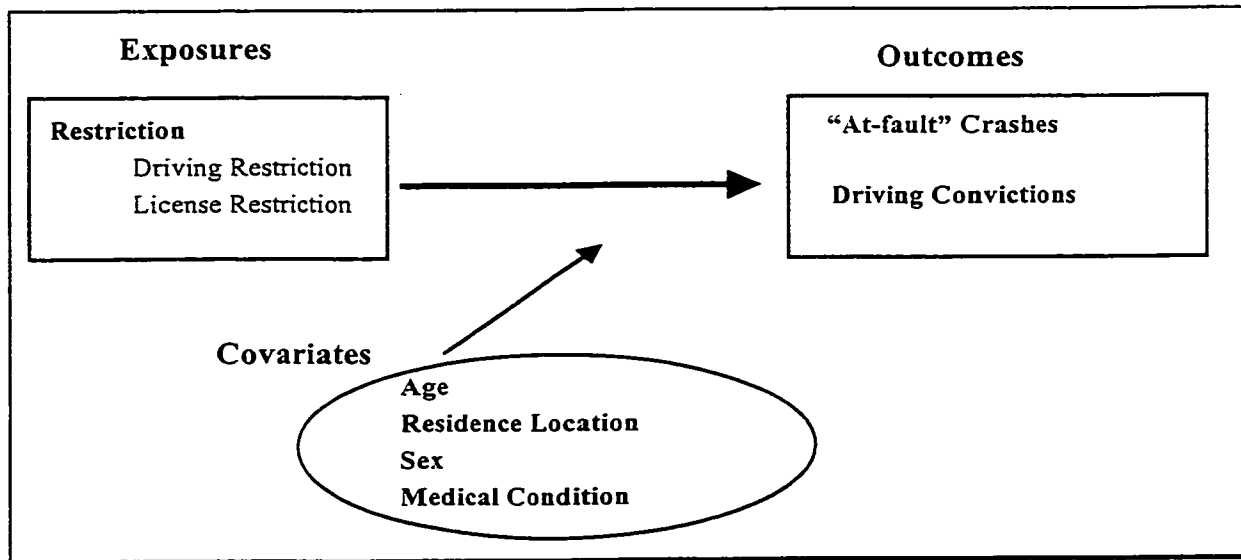 Exposures
Outcomes
Restriction
Driving Restriction
License Restriction
“At-fault” Crashes
Driving Convictions
Covariates
Age
Residence Location
Sex
Medical Condition